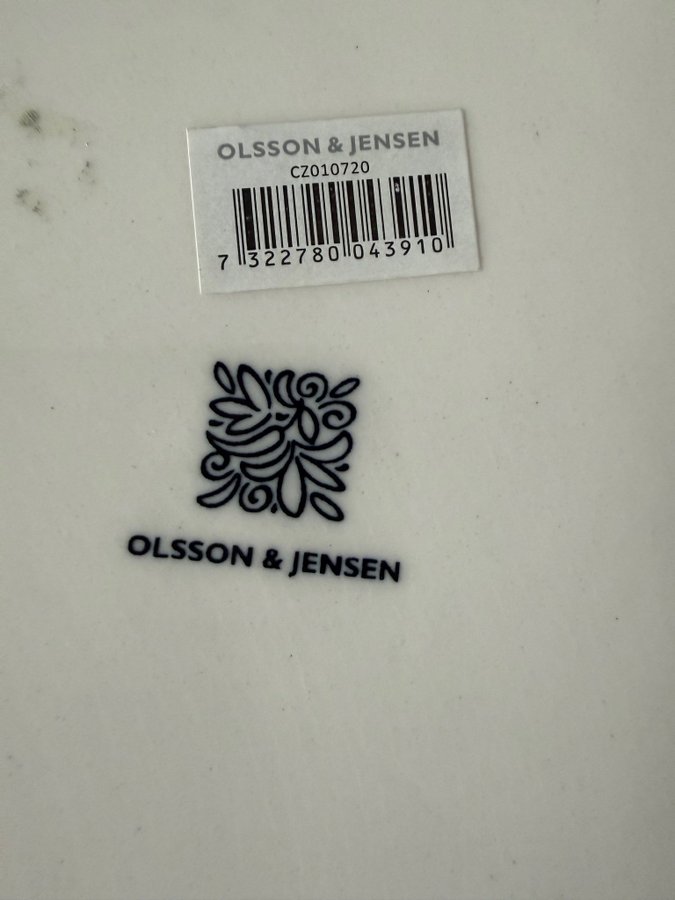 OLSSON & JENSEN
CZ010720
7 322780 043910
OLSSON & JENSEN